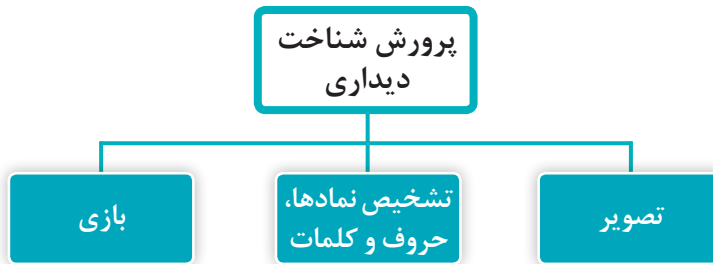 پرورش شناخت
دیداری
تصویر
تشخیص نمادها،
حروف و کلمات
بازی